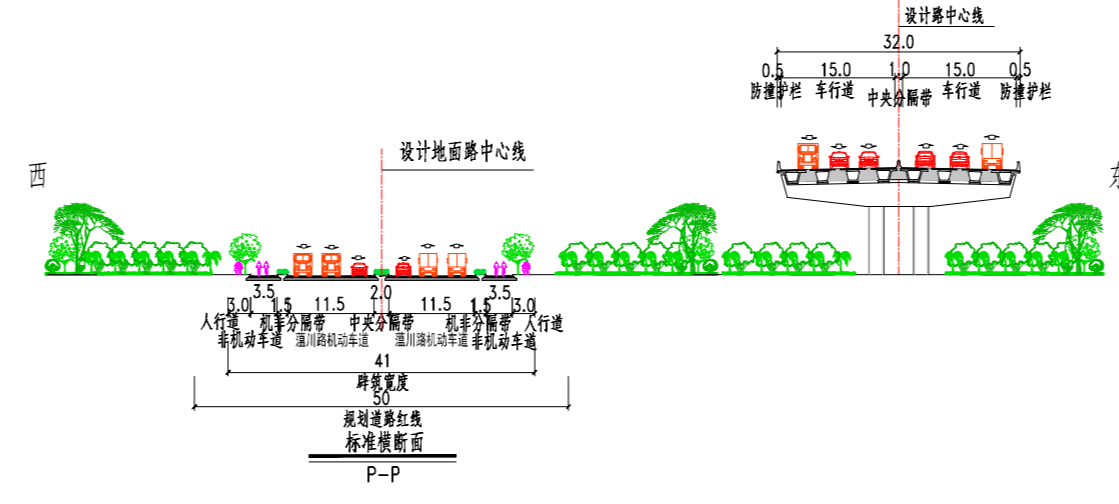 设计路中心线
32.0
0.5 15.0 1.0 15.0 0.5
防撞护栏 车行道 中央分隔带 车行道 防撞护栏
设计地面路中心线
西
东
3.5 2.0 3.5
3.0 1.5 11.5 11.5 1.5 3.0
人行道 机非分隔带 中央分隔带 机非分隔带 人行道
非机动车道 蕰川路机动车道 蕰川路机动车道 非机动车道
41
辟筑宽度
50
规划道路红线
标准横断面
P-P